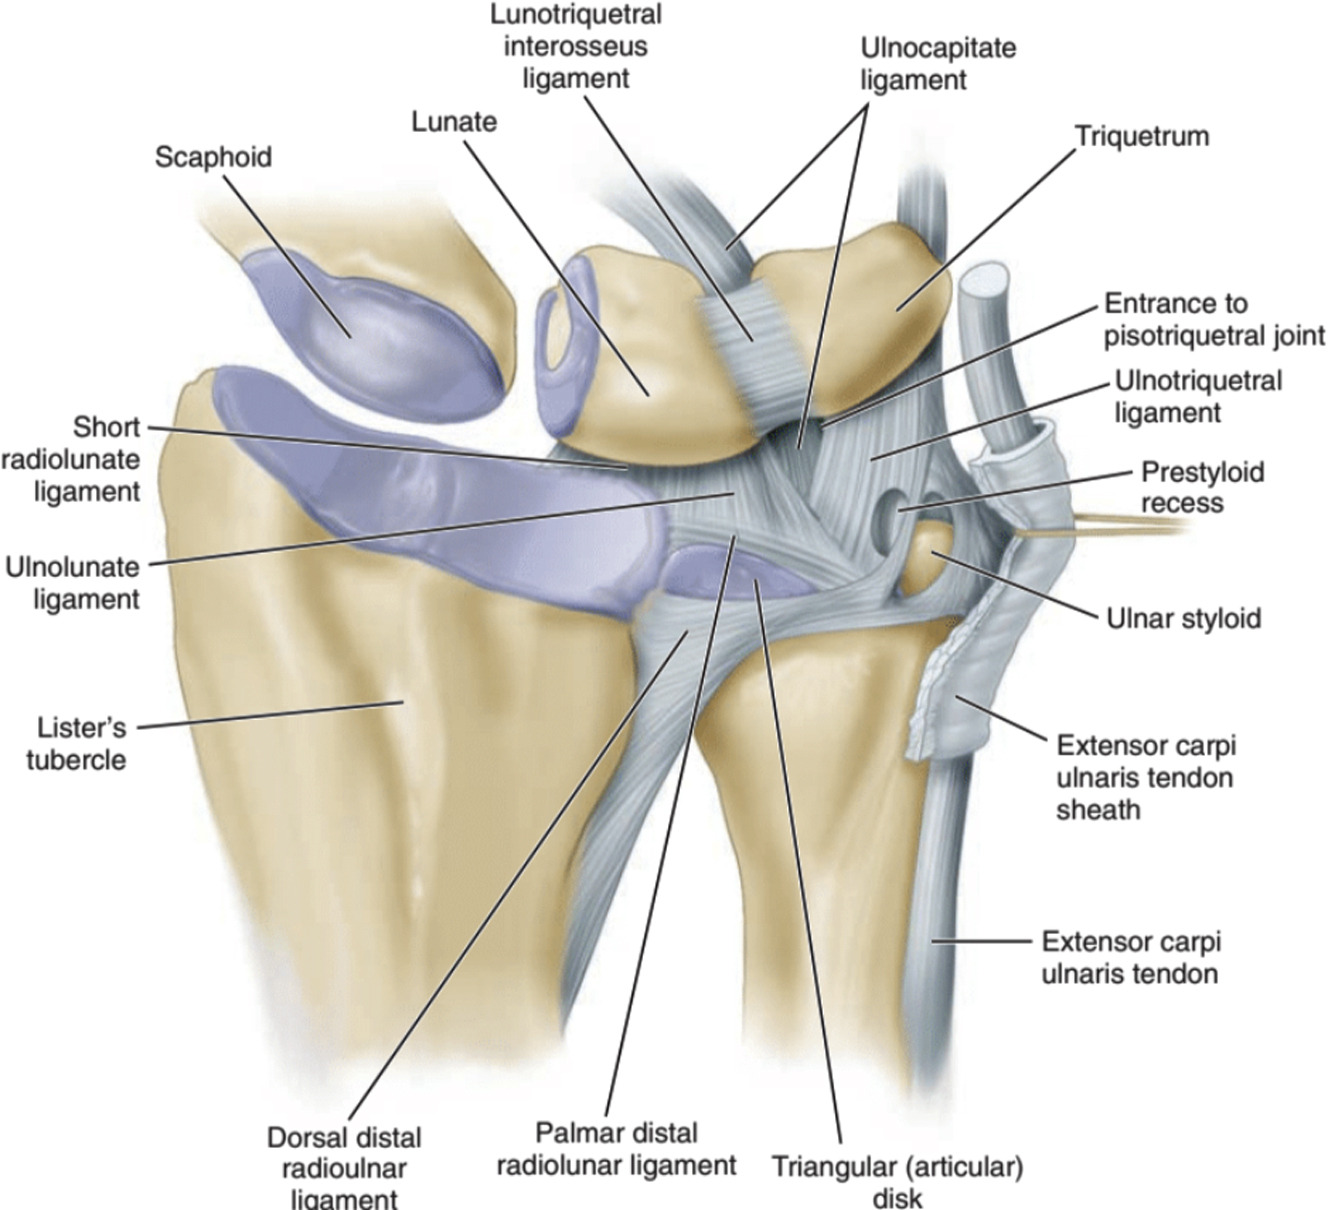 Lunotriquetral
interosseus
ligament
Ulnocapitate
ligament
Lunate
Triquetrum
Scaphoid
Entrance to
pisotriquetral joint
Ulnotriquetral
ligament
Short
radiolunate
ligament
Prestyloid
recess
Ulnolunate
ligament
Ulnar styloid
Lister’s
tubercle
Extensor carpi
ulnaris tendon
sheath
Extensor carpi
ulnaris tendon
Dorsal distal
radioulnar
ligament
Palmar distal
radiolunar ligament
Triangular (articular)
disk